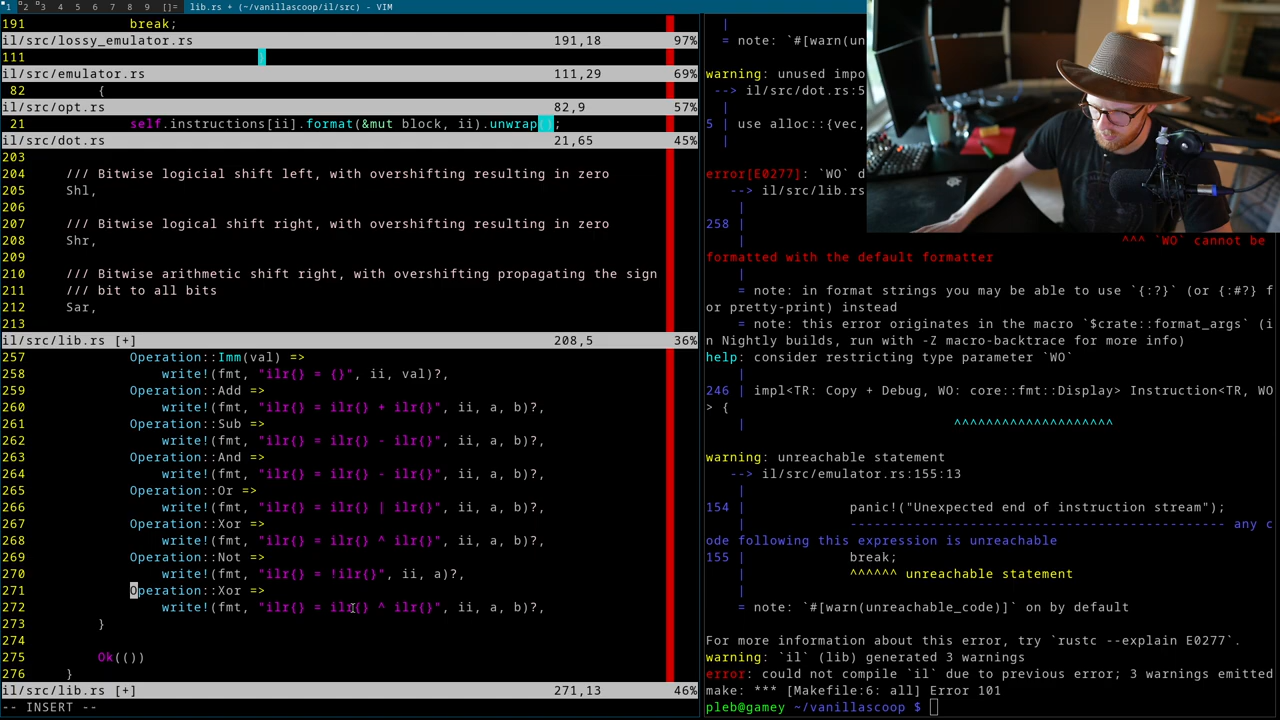 1 2 3 4 5 6 7 8 9 []= lib.rs + (~/vanillascoop/il/src) - VIM
191 break;
il/src/lossy_emulator.rs 191,18 97%
111 }
il/src/emulator.rs 111,29 69%
82 {
il/src/opt.rs 82,9 57%
21 self.instructions[ii].format(&mut block, ii).unwrap();
il/src/dot.rs 21,65 45%
203
204 /// Bitwise logicial shift left, with overshifting resulting in zero
205 Shl,
206
207 /// Bitwise logical shift right, with overshifting resulting in zero
208 Shr,
209
210 /// Bitwise arithmetic shift right, with overshifting propagating the sign
211 /// bit to all bits
212 Sar,
213
il/src/lib.rs [+] 208,5 36%
257 Operation::Imm(val) =>
258 write!(fmt, "ilr{} = {}", ii, val)?,
259 Operation::Add =>
260 write!(fmt, "ilr{} = ilr{} + ilr{}", ii, a, b)?,
261 Operation::Sub =>
262 write!(fmt, "ilr{} = ilr{} - ilr{}", ii, a, b)?,
263 Operation::And =>
264 write!(fmt, "ilr{} = ilr{} - ilr{}", ii, a, b)?,
265 Operation::Or =>
266 write!(fmt, "ilr{} = ilr{} | ilr{}", ii, a, b)?,
267 Operation::Xor =>
268 write!(fmt, "ilr{} = ilr{} ^ ilr{}", ii, a, b)?,
269 Operation::Not =>
270 write!(fmt, "ilr{} = !ilr{}", ii, a)?,
271 Operation::Xor =>
272 write!(fmt, "ilr{} = ilr{} ^ ilr{}", ii, a, b)?,
273 }
274
275 Ok(())
276 }
il/src/lib.rs [+] 271,13 46%
-- INSERT --
|
= note: `#[warn(un
warning: unused impo
--> il/src/dot.rs:5
|
5 | use alloc::{vec,
|
error[E0277]: `WO` d
--> il/src/lib.rs
|
258 |
| ^^^ `WO` cannot be
formatted with the default formatter
|
= note: in format strings you may be able to use `{:?}` (or {:#?} f
or pretty-print) instead
= note: this error originates in the macro `$crate::format_args` (i
n Nightly builds, run with -Z macro-backtrace for more info)
help: consider restricting type parameter `WO`
|
246 | impl<TR: Copy + Debug, WO: core::fmt::Display> Instruction<TR, WO
> {
| ^^^^^^^^^^^^^^^^^^^^
warning: unreachable statement
--> il/src/emulator.rs:155:13
|
154 | panic!("Unexpected end of instruction stream");
| ----------------------------------------------- any c
ode following this expression is unreachable
155 | break;
| ^^^^^^ unreachable statement
|
= note: `#[warn(unreachable_code)]` on by default
For more information about this error, try `rustc --explain E0277`.
warning: `il` (lib) generated 3 warnings
error: could not compile `il` due to previous error; 3 warnings emitted
make: *** [Makefile:6: all] Error 101
pleb@gamey ~/vanillascoop $